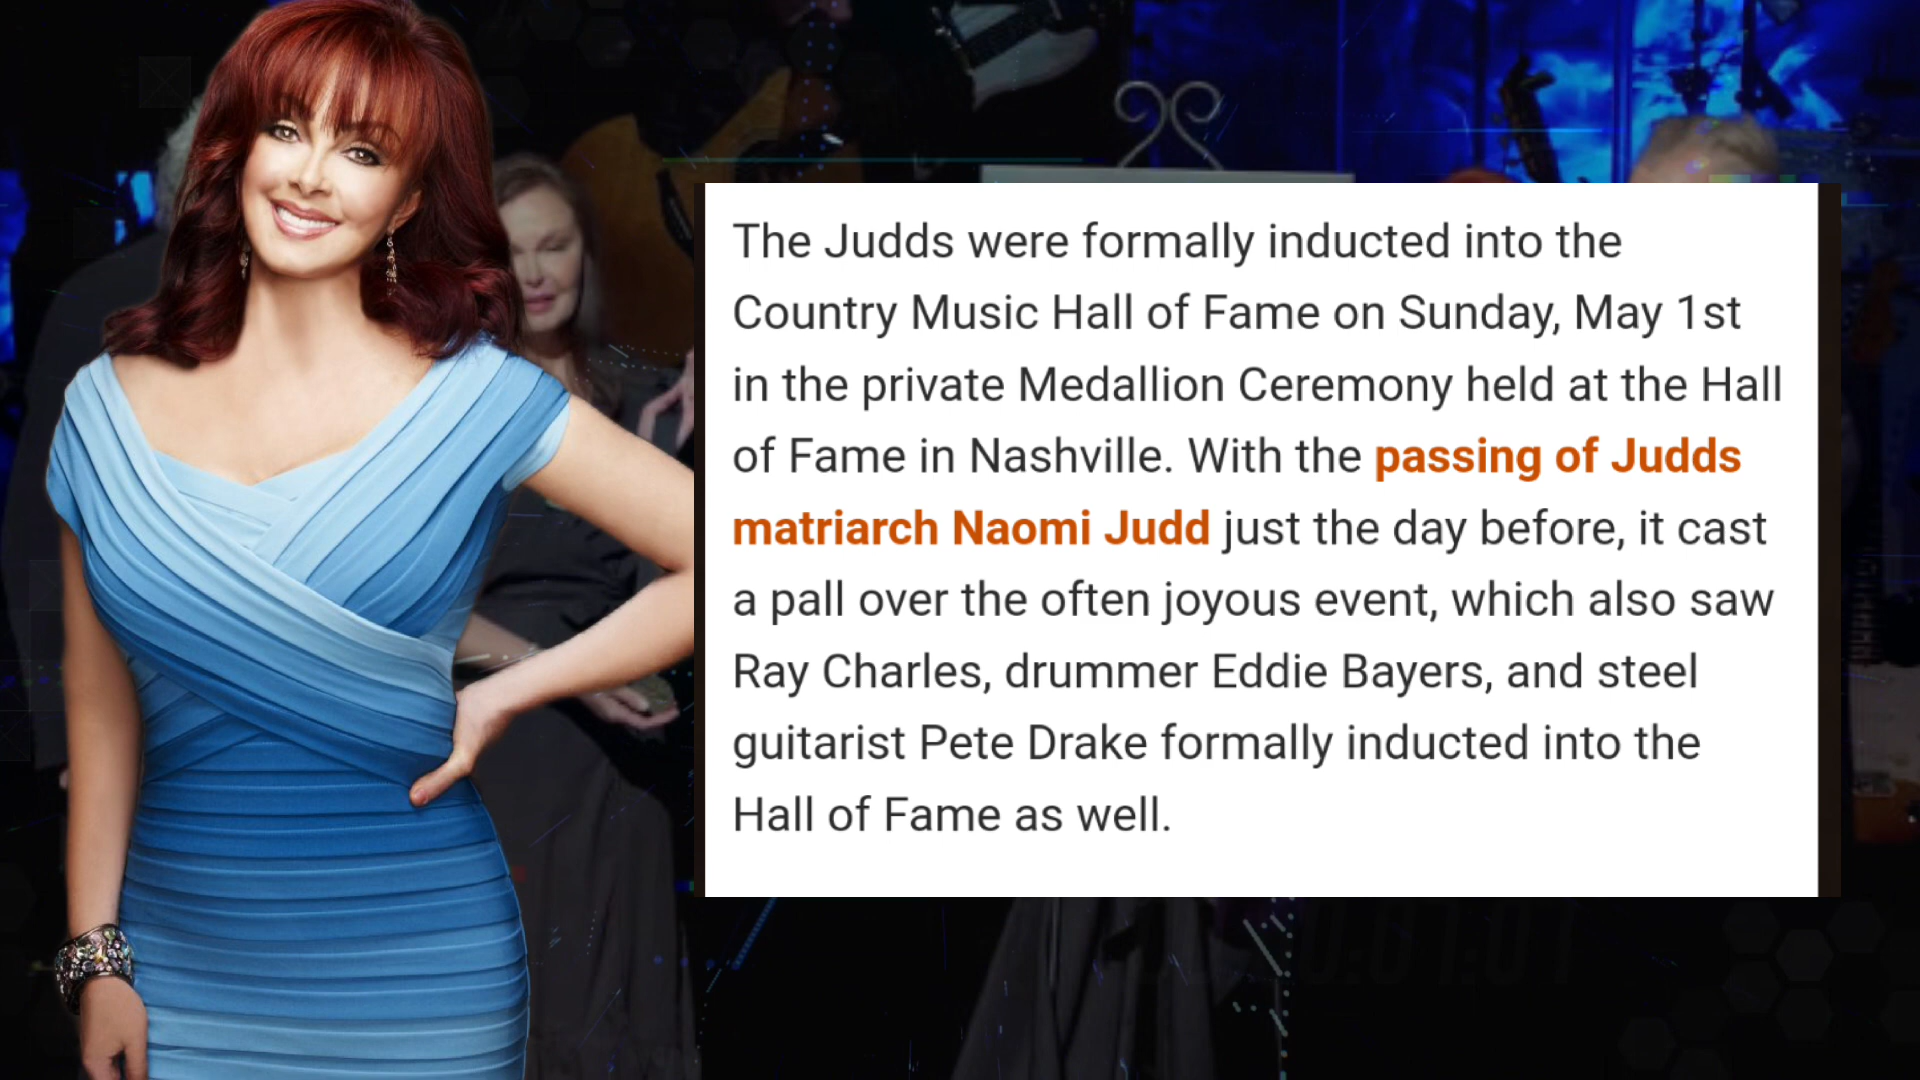 The Judds were formally inducted into the
Country Music Hall of Fame on Sunday, May 1st
in the private Medallion Ceremony held at the Hall
of Fame in Nashville. With the passing of Judds
matriarch Naomi Judd just the day before, it cast
a pall over the often joyous event, which also saw
Ray Charles, drummer Eddie Bayers, and steel
guitarist Pete Drake formally inducted into the
Hall of Fame as well.